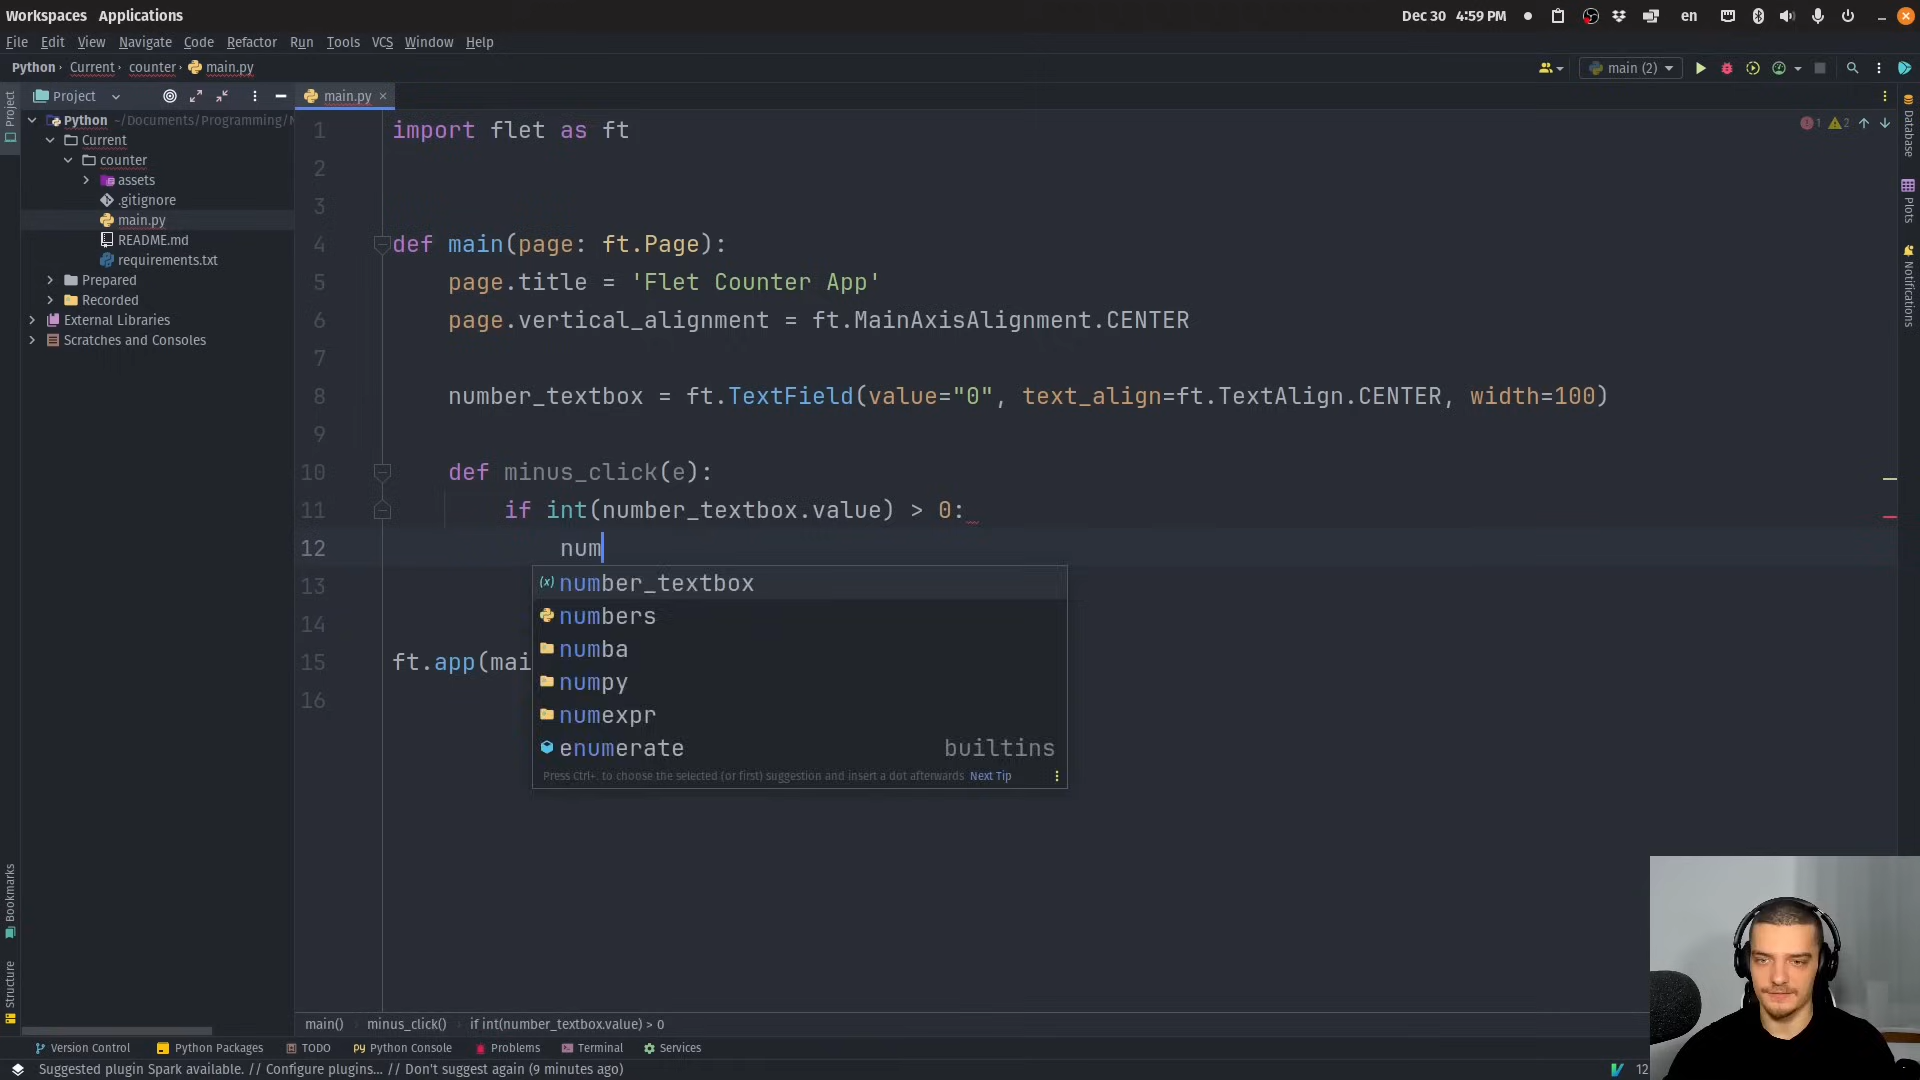 Workspaces Applications
Dec 30 4:59 PM en
File Edit View Navigate Code Refactor Run Tools VCS Window Help
Python Current counter main.py
main (2)
Project
main.py
Project
Python ~/Documents/Programming/
Current
counter
assets
.gitignore
main.py
README.md
requirements.txt
Prepared
Recorded
External Libraries
Scratches and Consoles
1 import flet as ft
2
3
4 def main(page: ft.Page):
5 page.title = 'Flet Counter App'
6 page.vertical_alignment = ft.MainAxisAlignment.CENTER
7
8 number_textbox = ft.TextField(value="0", text_align=ft.TextAlign.CENTER, width=100)
9
10 def minus_click(e):
11 if int(number_textbox.value) > 0:
12 num
13
14
15 ft.app(mai
16
number_textbox
numbers
numba
numpy
numexpr
enumerate builtins
Press Ctrl+. to choose the selected (or first) suggestion and insert a dot afterwards Next Tip
1 2
Database
Plots
Notifications
Bookmarks
Structure
main() minus_click() if int(number_textbox.value) > 0
Version Control Python Packages TODO Python Console Problems Terminal Services
Suggested plugin Spark available. // Configure plugins... // Don't suggest again (9 minutes ago)
12